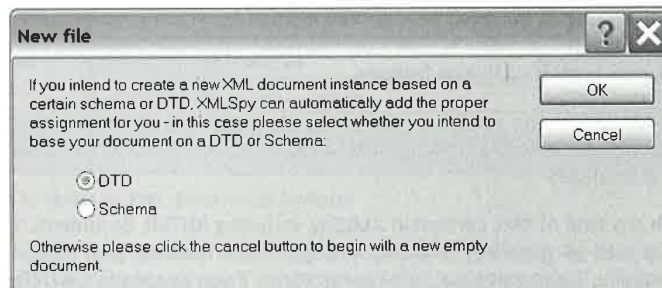 New file
If you intend to create a new XML document instance based on a
certain schema or DTD, XMLSpy can automatically add the proper
assignment for you - in this case please select whether you intend to
base your document on a DTD or Schema:
DTD
Schema
Otherwise please click the cancel button to begin with a new empty
document.
OK
Cancel